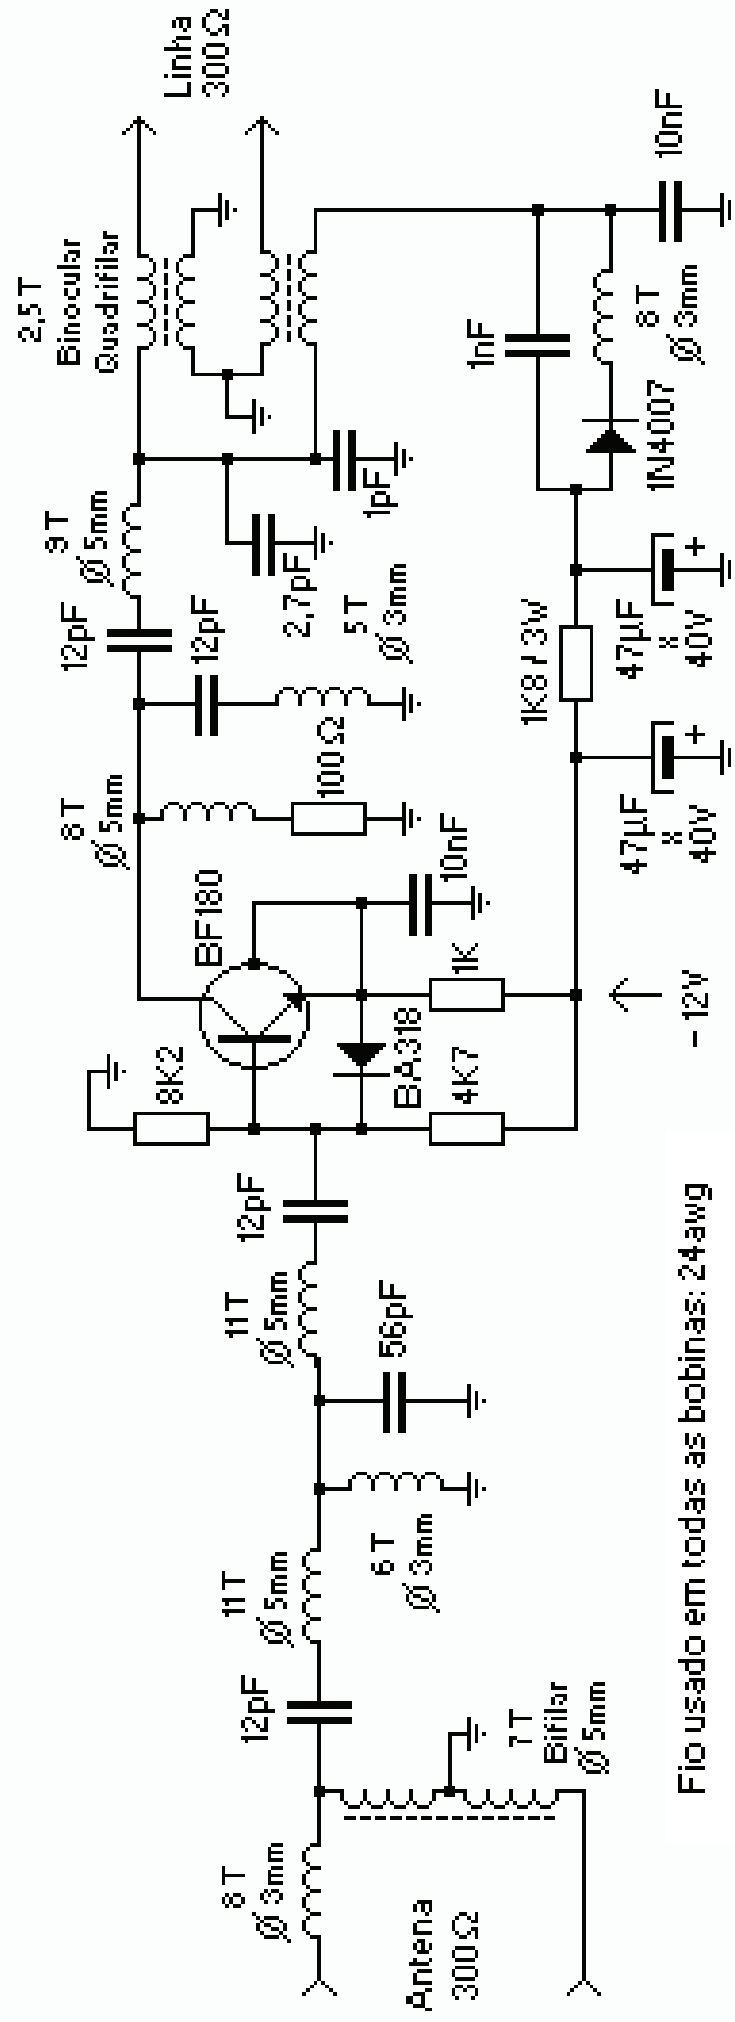 Antena
300Ω
8T
Ø 3mm
7T
Bifilar
Ø 5mm
12pF
11T
Ø 5mm
6T
Ø 3mm
56pF
11T
Ø 5mm
12pF
8K2
4K7
BA318
1K
BF180
10nF
-12V
8T
Ø 5mm
100Ω
12pF
12pF
5T
Ø 3mm
9T
Ø 5mm
2,7pF
1pF
47µF
x
40V
1K8 / 3W
47µF
x
40V
+
+
1N4007
1nF
8T
Ø 3mm
10nF
2,5T
Binocular
Quadrifilar
Linha
300Ω
Fio usado em todas as bobinas: 24awg